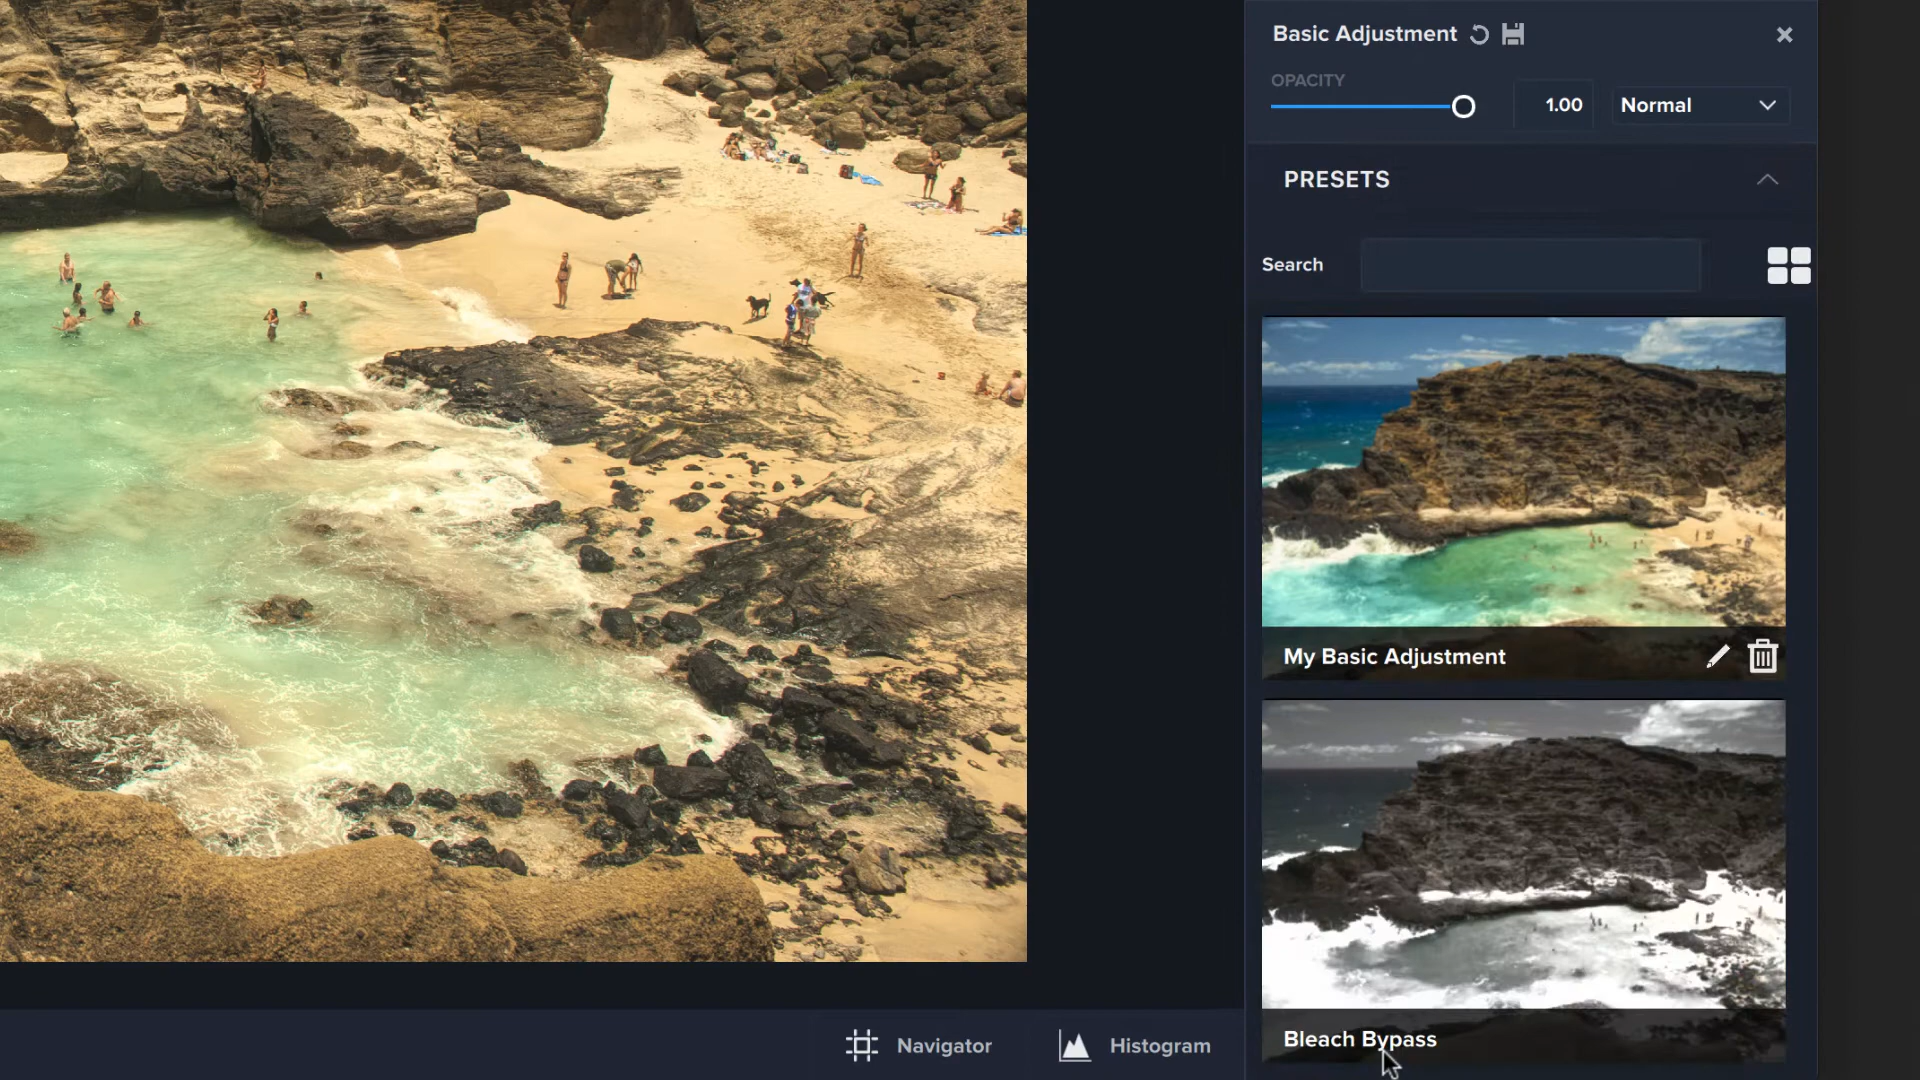 Basic Adjustment
OPACITY
1.00
Normal
PRESETS
Search
My Basic Adjustment
Bleach Bypass
Navigator
Histogram